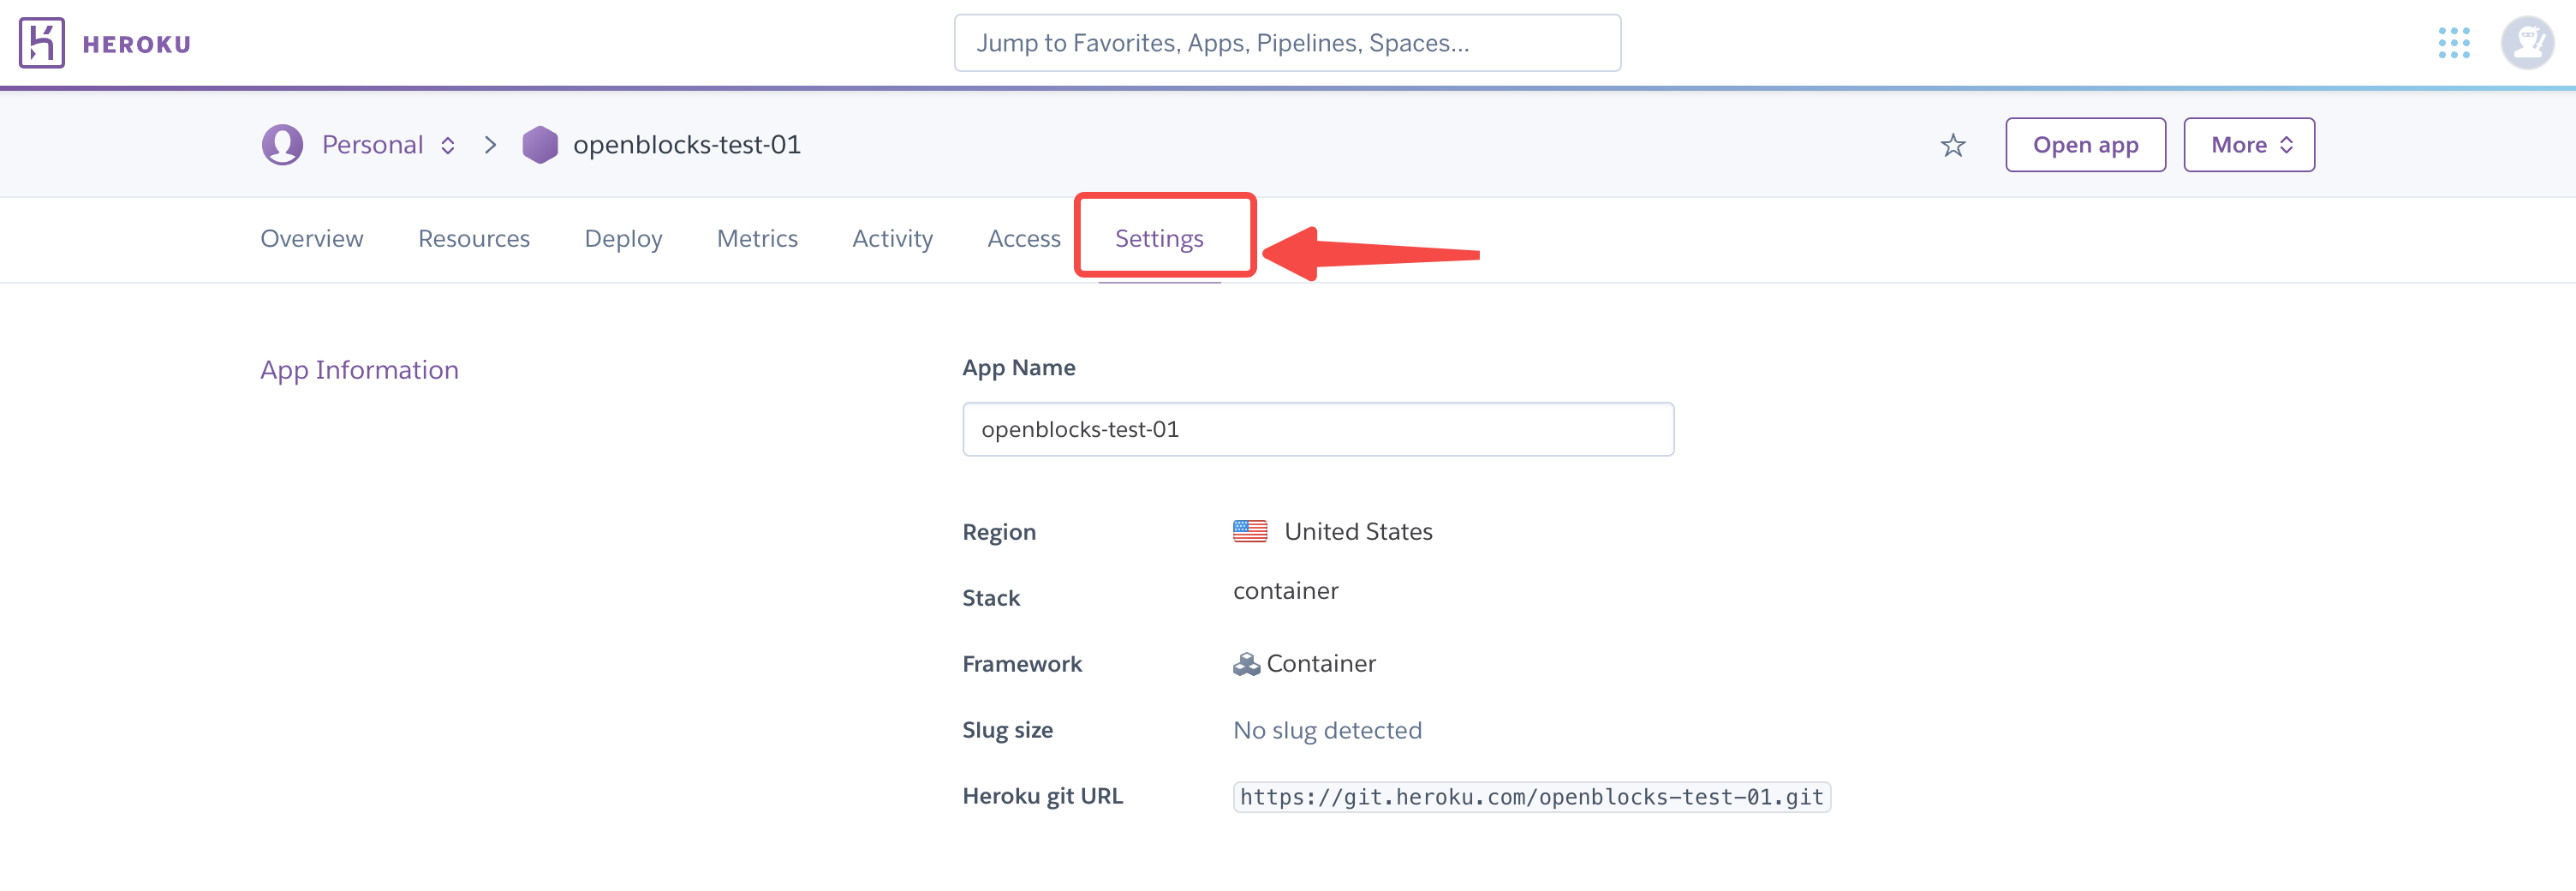 HEROKU
Jump to Favorites, Apps, Pipelines, Spaces...
Personal
openblocks-test-01
Open app
More
Overview
Resources
Deploy
Metrics
Activity
Access
Settings
App Information
App Name
openblocks-test-01
Region
United States
Stack
container
Framework
Container
Slug size
No slug detected
Heroku git URL
https://git.heroku.com/openblocks-test-01.git